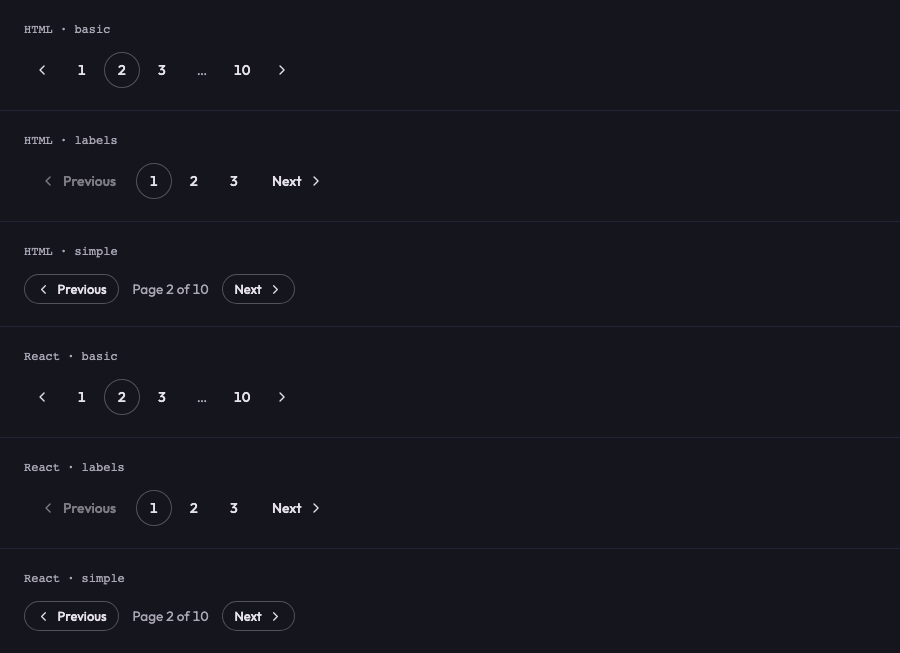 HTML · basic
1 2 3 … 10
HTML · labels
Previous 1 2 3 Next
HTML · simple
Previous Page 2 of 10 Next
React · basic
1 2 3 … 10
React · labels
Previous 1 2 3 Next
React · simple
Previous Page 2 of 10 Next